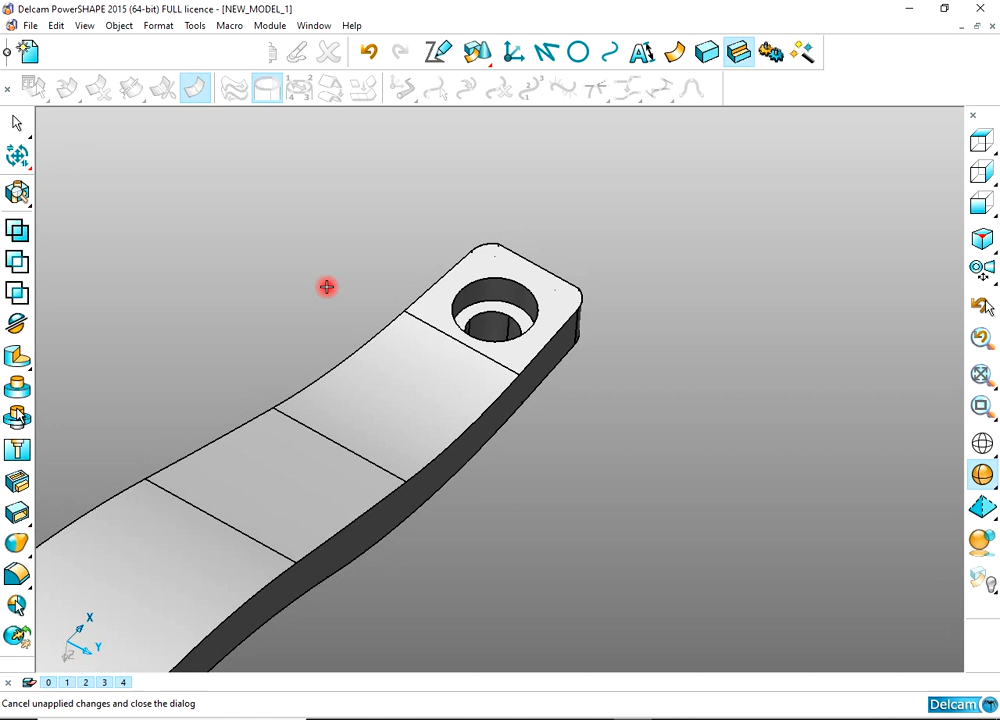 Delcam PowerSHAPE 2015 (64-bit) FULL licence - [NEW_MODEL_1]
File Edit View Object Format Tools Macro Module Window Help
X
Y
Z
0 1 2 3 4
Cancel unapplied changes and close the dialog
Delcam